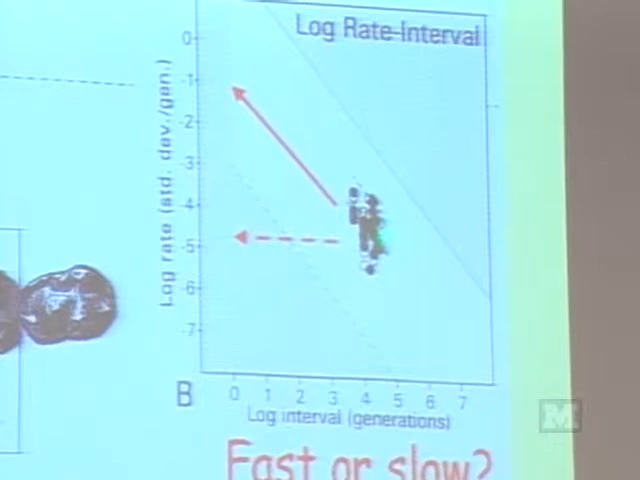 Log Rate-Interval
Log rate (std. dev./gen.)
0
-1
-2
-3
-4
-5
-6
-7
B
0 1 2 3 4 5 6 7
Log interval (generations)
Fast or slow?
M